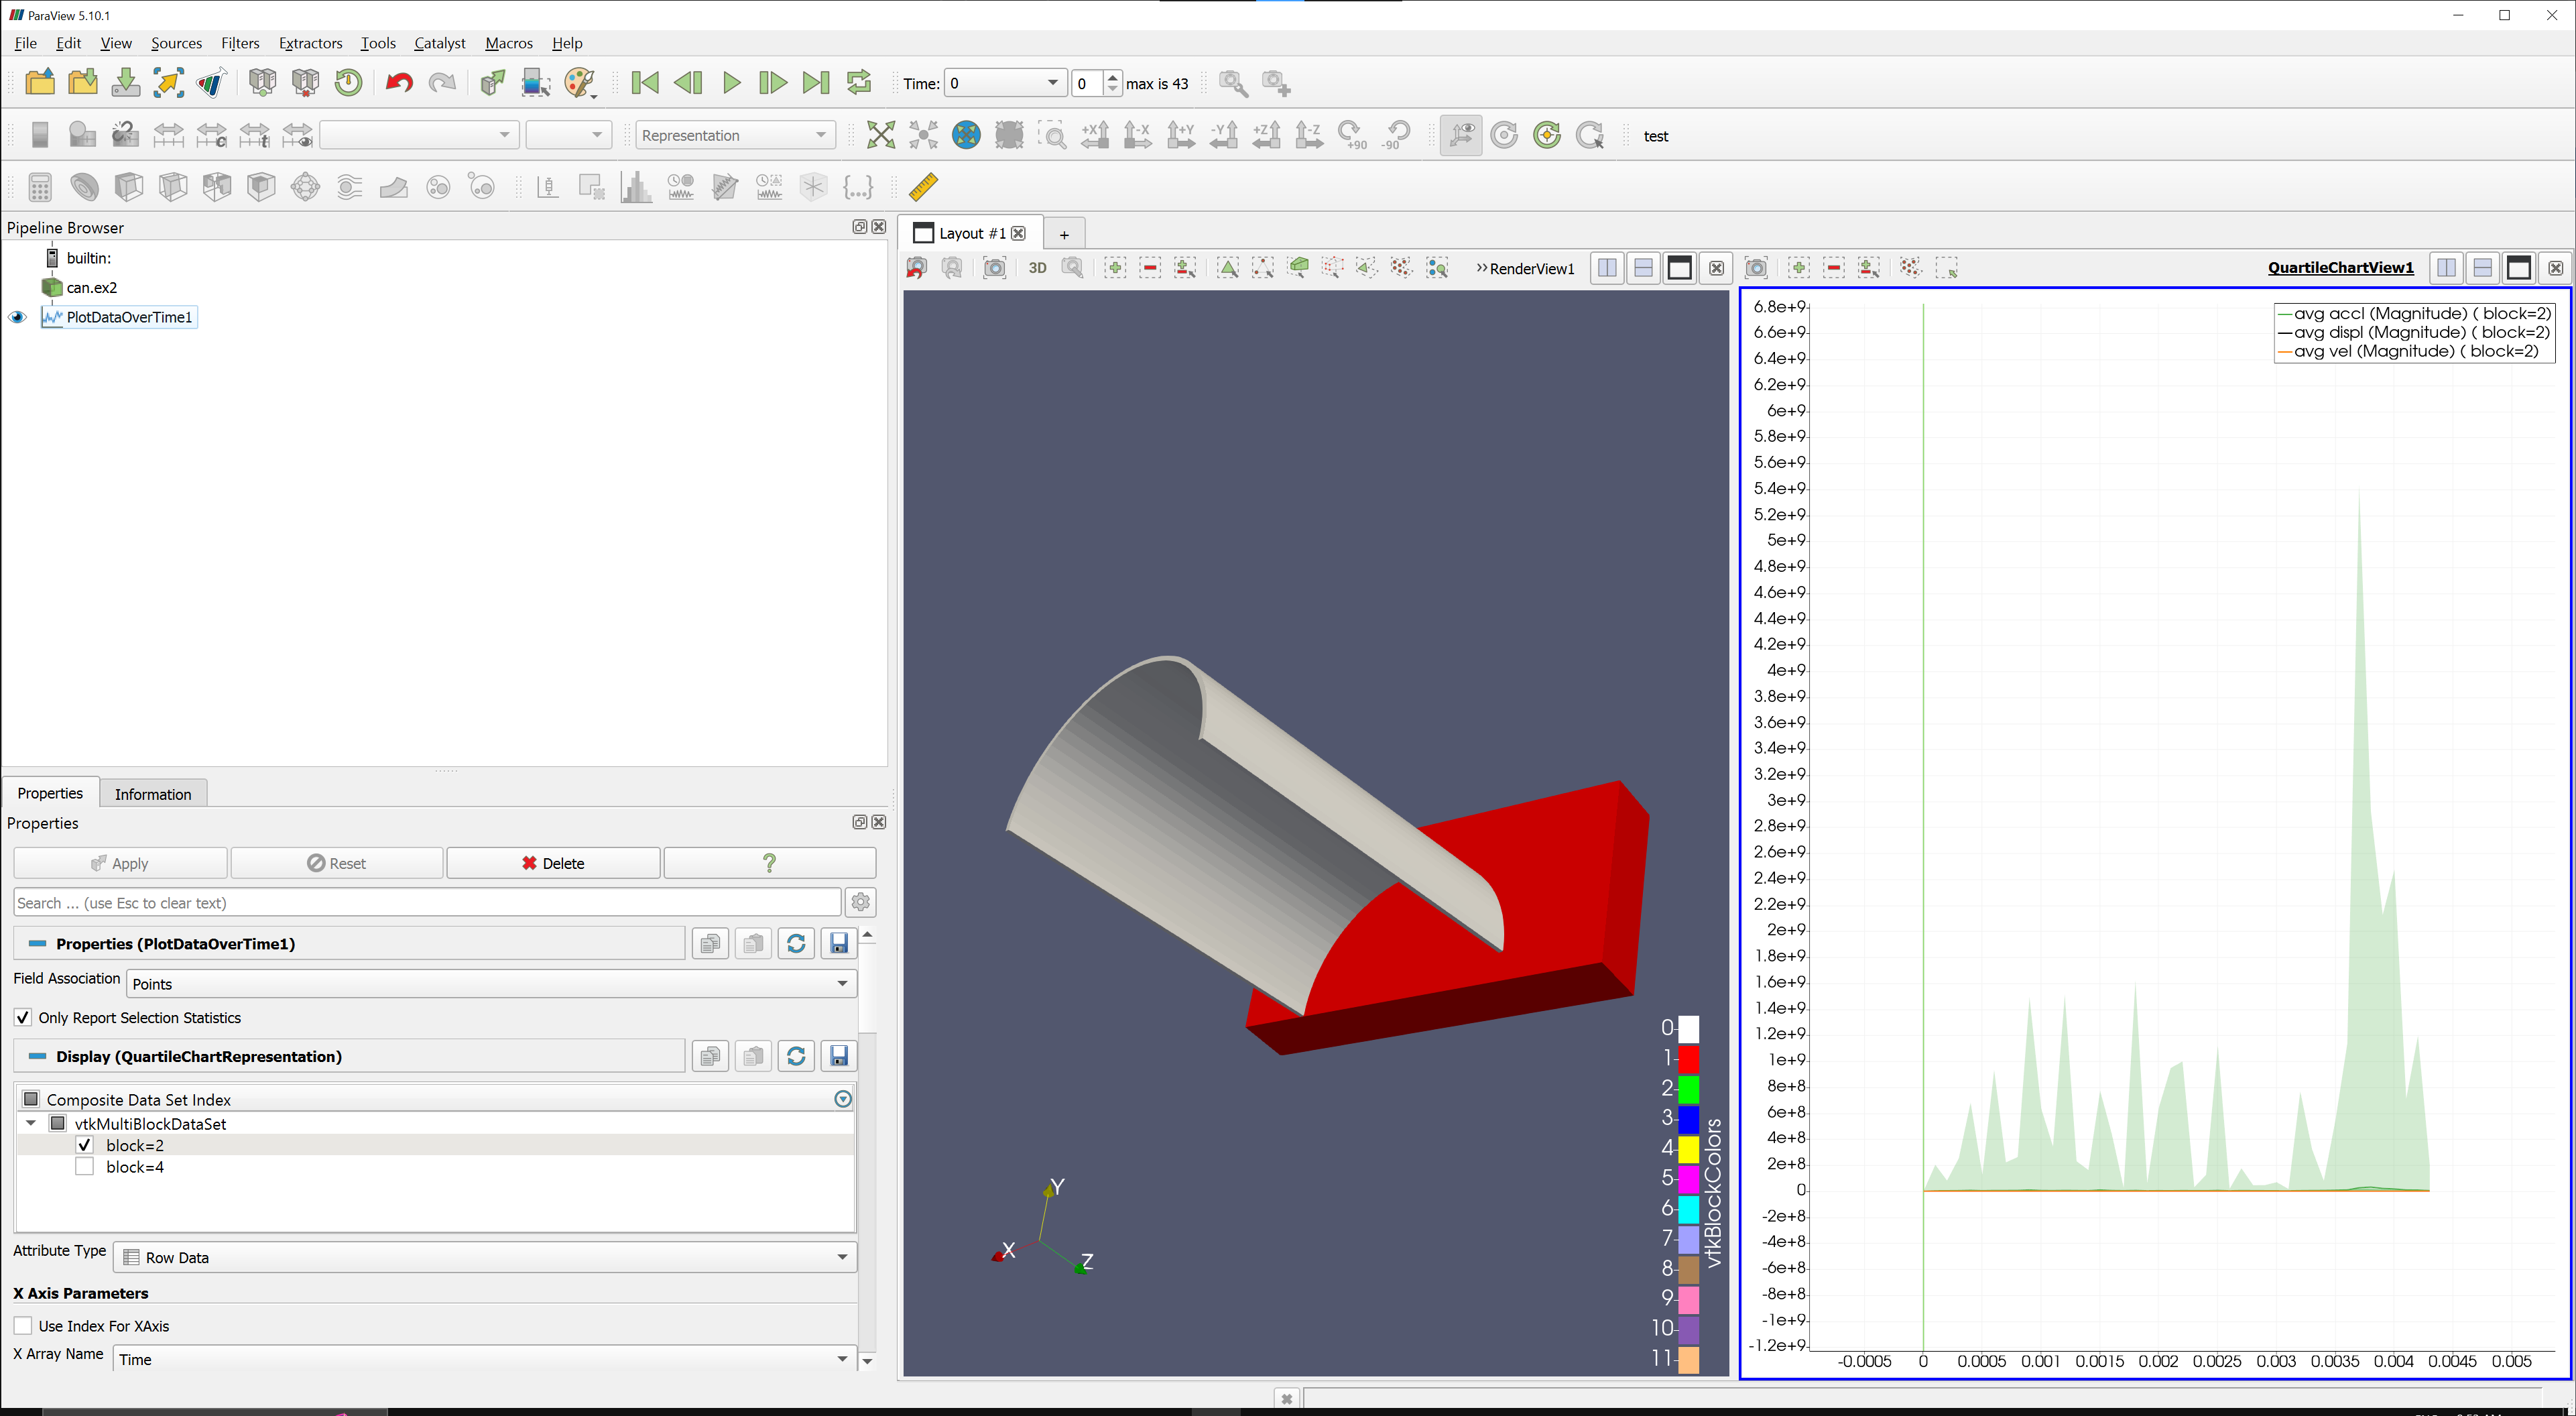 ParaView 5.10.1
File Edit View Sources Filters Extractors Tools Catalyst Macros Help
Time: 0 0 max is 43
+X -X +Y -Y +Z -Z +90 -90
Representation
test
Pipeline Browser
builtin:
can.ex2
PlotDataOverTime1
Properties Information
Properties
Apply Reset Delete ?
Search ... (use Esc to clear text)
Properties (PlotDataOverTime1)
Field Association Points
Only Report Selection Statistics
Display (QuartileChartRepresentation)
Composite Data Set Index
vtkMultiBlockDataSet
block=2
block=4
Attribute Type Row Data
X Axis Parameters
Use Index For XAxis
X Array Name Time
Layout #1 +
3D RenderView1
0
1
2
3
4
5
6
7
8
9
10
11
vtkBlockColors
Y
X
Z
QuartileChartView1
avg accl (Magnitude) ( block=2)
avg displ (Magnitude) ( block=2)
avg vel (Magnitude) ( block=2)
6.8e+9
6.6e+9
6.4e+9
6.2e+9
6e+9
5.8e+9
5.6e+9
5.4e+9
5.2e+9
5e+9
4.8e+9
4.6e+9
4.4e+9
4.2e+9
4e+9
3.8e+9
3.6e+9
3.4e+9
3.2e+9
3e+9
2.8e+9
2.6e+9
2.4e+9
2.2e+9
2e+9
1.8e+9
1.6e+9
1.4e+9
1.2e+9
1e+9
8e+8
6e+8
4e+8
2e+8
0
-2e+8
-4e+8
-6e+8
-8e+8
-1e+9
-1.2e+9
-0.0005 0 0.0005 0.001 0.0015 0.002 0.0025 0.003 0.0035 0.004 0.0045 0.005